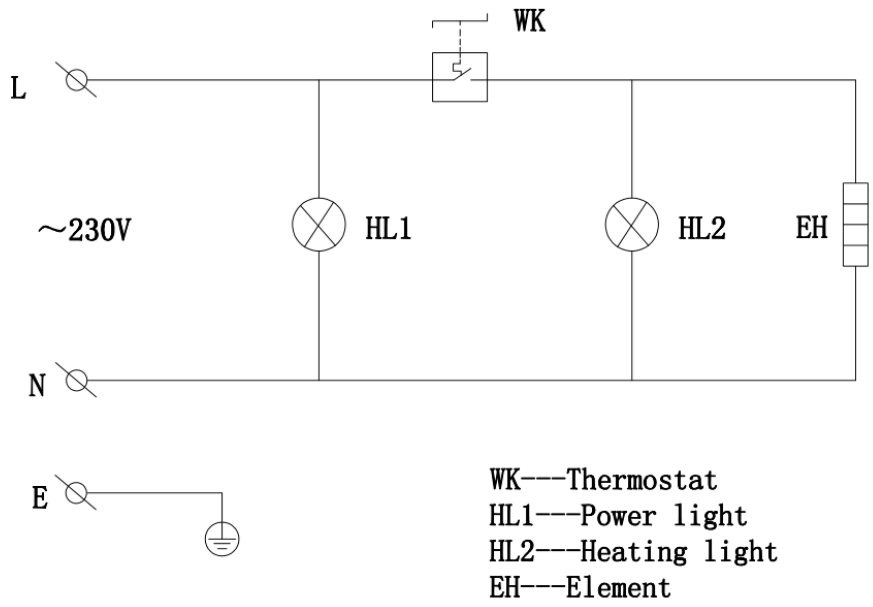 WK
L
~230V
HL1
HL2
EH
N
E
WK---Thermostat
HL1---Power light
HL2---Heating light
EH---Element